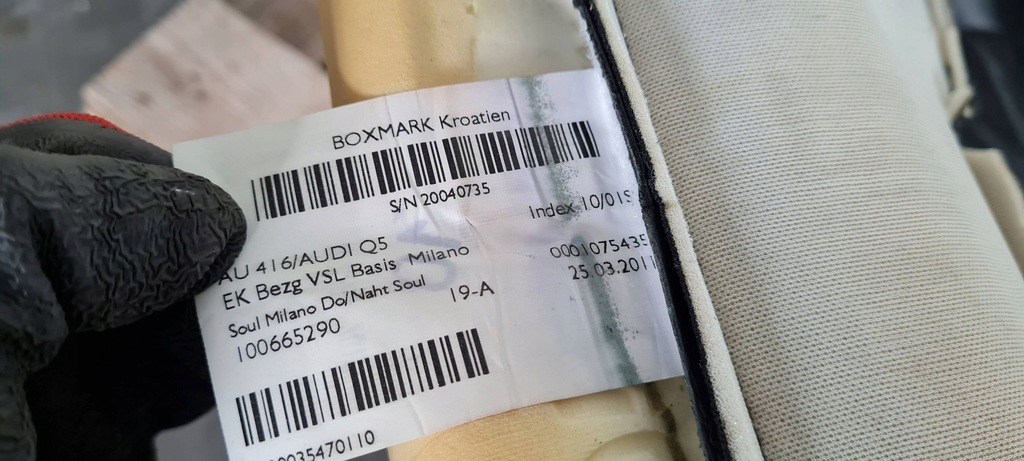 BOXMARK Kroatien
S/N 20040735
Index 10/01S
AU 416/AUDI Q5
EK Bezg VSL Basis Milano
0001075435
Soul Milano Do/Naht Soul
19-A
25.03.2011
100665290
0035470110